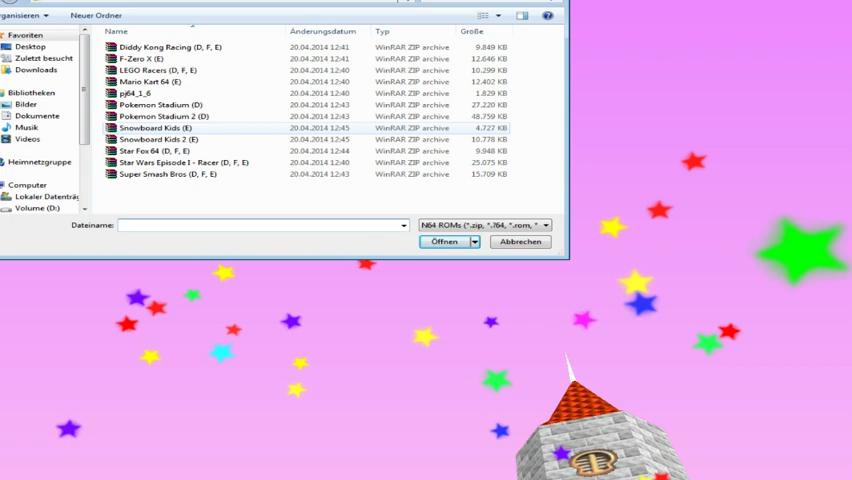 rganisieren Neuer Ordner
Name Änderungsdatum Typ Größe
Favoriten
Desktop
Zuletzt besucht
Downloads
Bibliotheken
Bilder
Dokumente
Musik
Videos
Heimnetzgruppe
Computer
Lokaler Datenträg
Volume (D:)
Diddy Kong Racing (D, F, E) 20.04.2014 12:41 WinRAR ZIP archive 9.849 KB
F-Zero X (E) 20.04.2014 12:41 WinRAR ZIP archive 12.646 KB
LEGO Racers (D, F, E) 20.04.2014 12:40 WinRAR ZIP archive 10.299 KB
Mario Kart 64 (E) 20.04.2014 12:40 WinRAR ZIP archive 12.402 KB
pj64_1_6 20.04.2014 12:40 WinRAR ZIP archive 1.829 KB
Pokemon Stadium (D) 20.04.2014 12:43 WinRAR ZIP archive 27.220 KB
Pokemon Stadium 2 (D) 20.04.2014 12:43 WinRAR ZIP archive 48.759 KB
Snowboard Kids (E) 20.04.2014 12:45 WinRAR ZIP archive 4.727 KB
Snowboard Kids 2 (E) 20.04.2014 12:45 WinRAR ZIP archive 10.778 KB
Star Fox 64 (D, F, E) 20.04.2014 12:44 WinRAR ZIP archive 9.948 KB
Star Wars Episode I - Racer (D, F, E) 20.04.2014 12:40 WinRAR ZIP archive 25.075 KB
Super Smash Bros (D, F, E) 20.04.2014 12:43 WinRAR ZIP archive 15.709 KB
Dateiname: N64 ROMs (*.zip, *.?64, *.rom, *
Öffnen Abbrechen